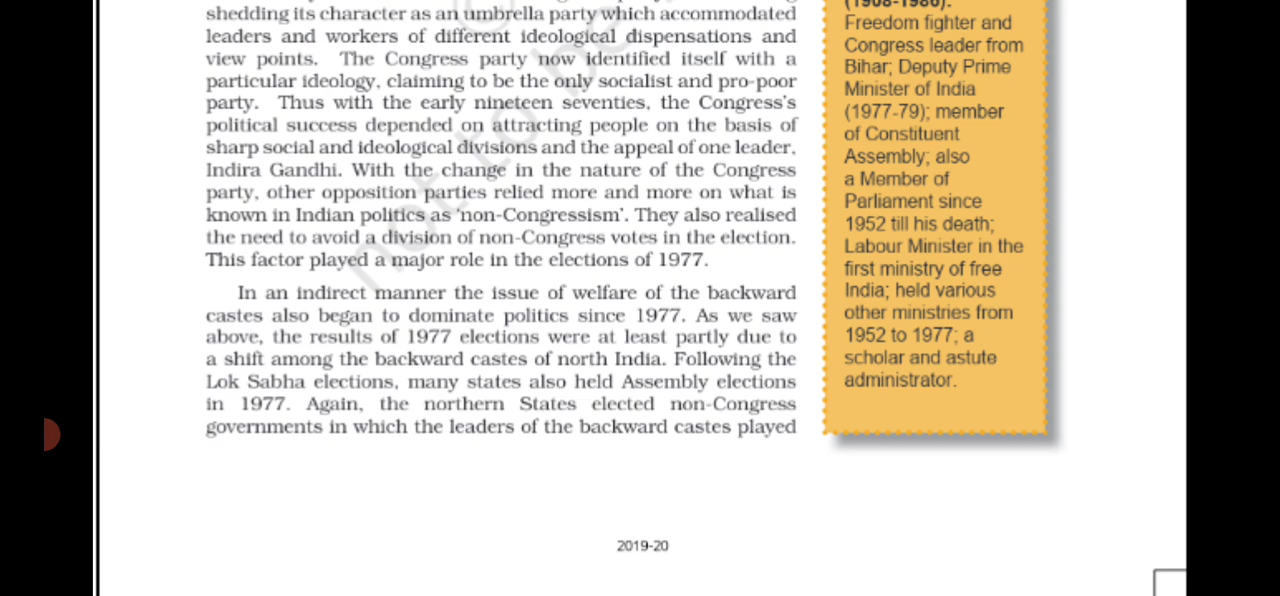 shedding its character as an umbrella party which accommodated
leaders and workers of different ideological dispensations and
view points. The Congress party now identified itself with a
particular ideology, claiming to be the only socialist and pro-poor
party. Thus with the early nineteen seventies, the Congress's
political success depended on attracting people on the basis of
sharp social and ideological divisions and the appeal of one leader,
Indira Gandhi. With the change in the nature of the Congress
party, other opposition parties relied more and more on what is
known in Indian politics as 'non-Congressism'. They also realised
the need to avoid a division of non-Congress votes in the election.
This factor played a major role in the elections of 1977.
In an indirect manner the issue of welfare of the backward
castes also began to dominate politics since 1977. As we saw
above, the results of 1977 elections were at least partly due to
a shift among the backward castes of north India. Following the
Lok Sabha elections, many states also held Assembly elections
in 1977. Again, the northern States elected non-Congress
governments in which the leaders of the backward castes played
(1908-1986):
Freedom fighter and
Congress leader from
Bihar; Deputy Prime
Minister of India
(1977-79); member
of Constituent
Assembly; also
a Member of
Parliament since
1952 till his death;
Labour Minister in the
first ministry of free
India; held various
other ministries from
1952 to 1977; a
scholar and astute
administrator.
not to be
2019-20